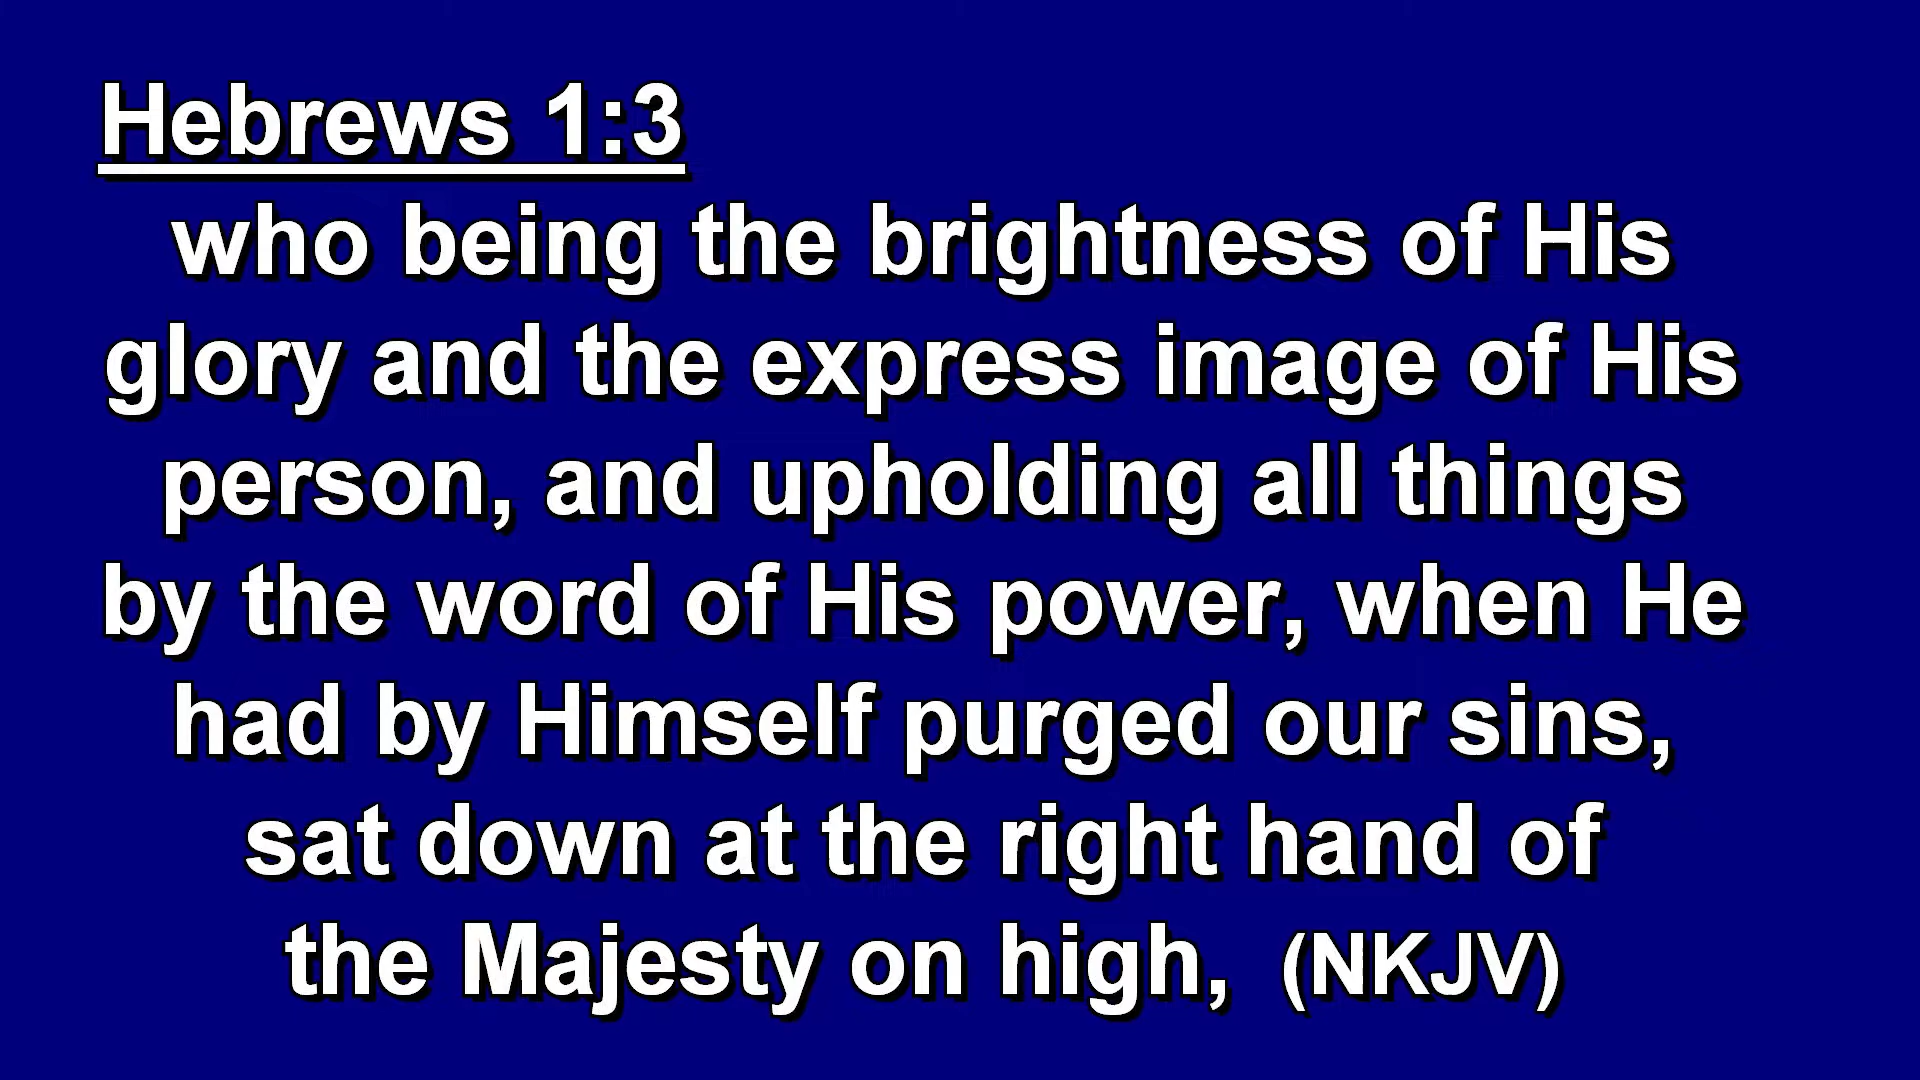 Hebrews 1:3
who being the brightness of His
glory and the express image of His
person, and upholding all things
by the word of His power, when He
had by Himself purged our sins,
sat down at the right hand of
the Majesty on high, (NKJV)